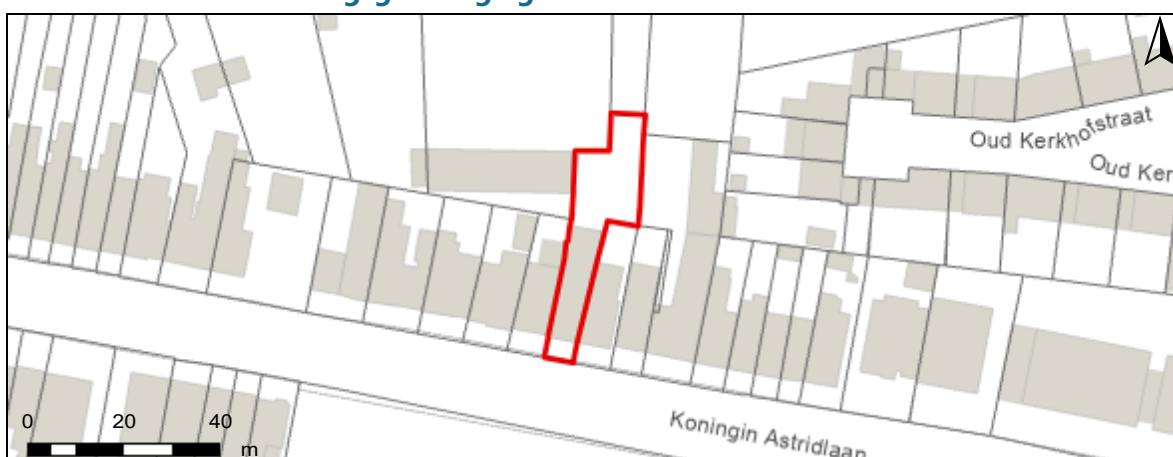 Oud Kerkhofstraat
Oud Ker
Koningin Astridlaan
0 20 40
m